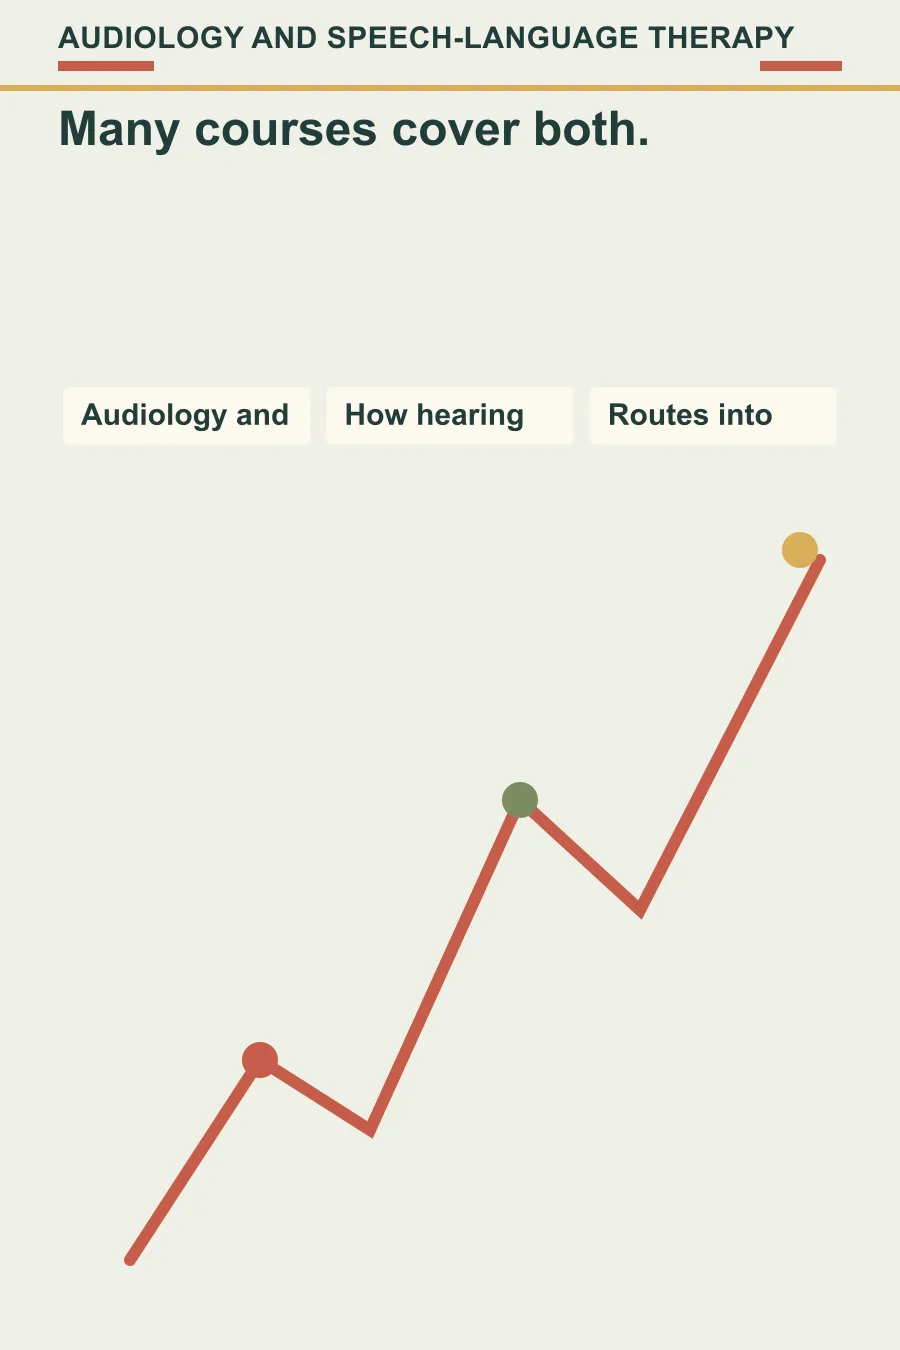 AUDIOLOGY AND SPEECH-LANGUAGE THERAPY
Many courses cover both.
Audiology and
How hearing
Routes into